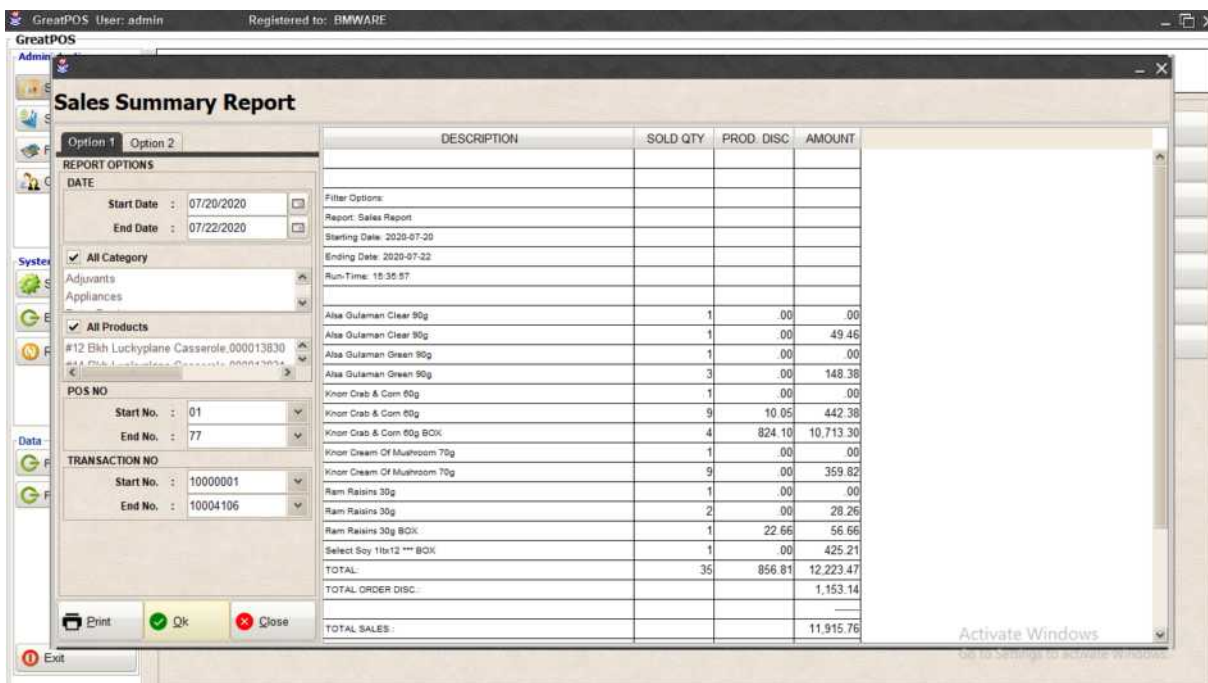 GreatPOS User: admin Registered to: BMWARE
GreatPOS
Sales Summary Report
Option 1 Option 2
REPORT OPTIONS
DATE
Start Date : 07/20/2020
End Date : 07/22/2020
All Category
Adjuvants
Appliances
All Products
#12 Bkh Luckyplane Casserole,000013830
POS NO
Start No. : 01
End No. : 77
TRANSACTION NO
Start No. : 10000001
End No. : 10004106
Print Ok Close
DESCRIPTION SOLD QTY PROD. DISC AMOUNT
Filter Options:
Report: Sales Report
Starting Date: 2020-07-20
Ending Date: 2020-07-22
Run-Time: 15:35:57
Alsa Gulaman Clear 90g 1 .00 .00
Alsa Gulaman Clear 90g 1 .00 49.46
Alsa Gulaman Green 90g 1 .00 .00
Alsa Gulaman Green 90g 3 .00 148.38
Knorr Crab & Corn 60g 1 .00 .00
Knorr Crab & Corn 60g 9 10.05 442.38
Knorr Crab & Corn 60g BOX 4 824.10 10,713.30
Knorr Cream Of Mushroom 70g 1 .00 .00
Knorr Cream Of Mushroom 70g 9 .00 359.82
Ram Raisins 30g 1 .00 .00
Ram Raisins 30g 2 .00 28.26
Ram Raisins 30g BOX 1 22.66 56.66
Select Soy 1ltx12 *** BOX 1 .00 425.21
TOTAL: 35 856.81 12,223.47
TOTAL ORDER DISC.: 1,153.14
TOTAL SALES : 11,915.76
Data
Exit
Activate Windows
Go to Settings to activate Windows.